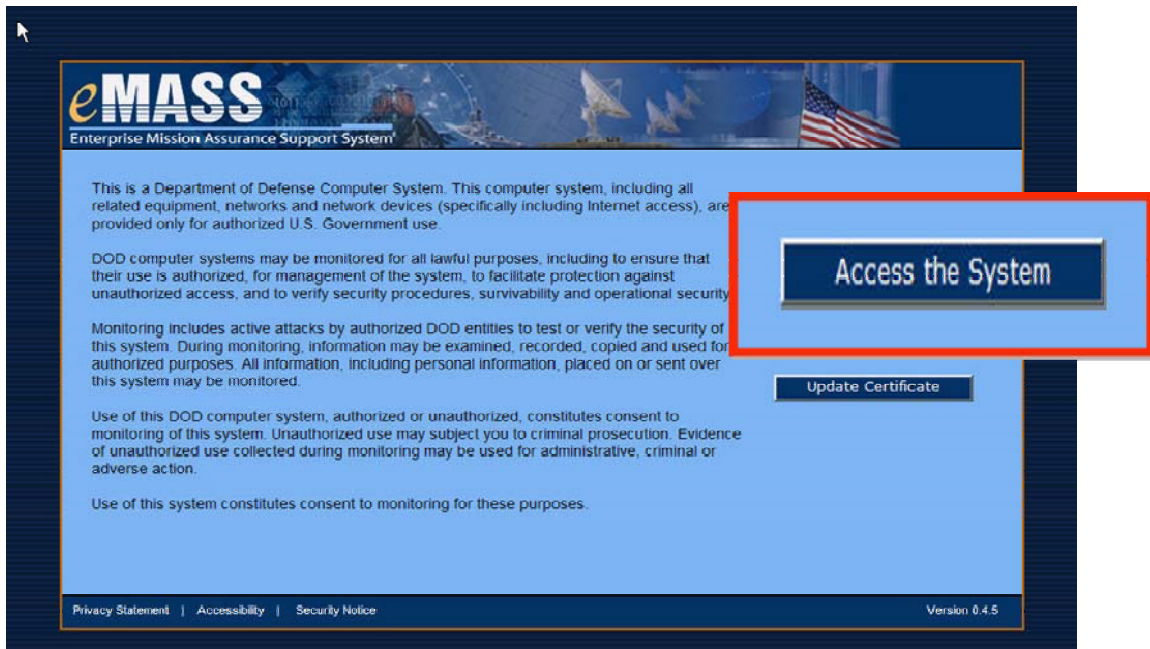 eMASS
Enterprise Mission Assurance Support System
This is a Department of Defense Computer System. This computer system, including all
related equipment, networks and network devices (specifically including Internet access), are
provided only for authorized U.S. Government use.
DOD computer systems may be monitored for all lawful purposes, including to ensure that
their use is authorized, for management of the system, to facilitate protection against
unauthorized access, and to verify security procedures, survivability and operational security
Monitoring includes active attacks by authorized DOD entities to test or verify the security of
this system. During monitoring, information may be examined, recorded, copied and used for
authorized purposes. All information, including personal information, placed on or sent over
this system may be monitored.
Use of this DOD computer system, authorized or unauthorized, constitutes consent to
monitoring of this system. Unauthorized use may subject you to criminal prosecution. Evidence
of unauthorized use collected during monitoring may be used for administrative, criminal or
adverse action.
Use of this system constitutes consent to monitoring for these purposes.
Access the System
Update Certificate
Privacy Statement | Accessibility | Security Notice
Version 0.4.5